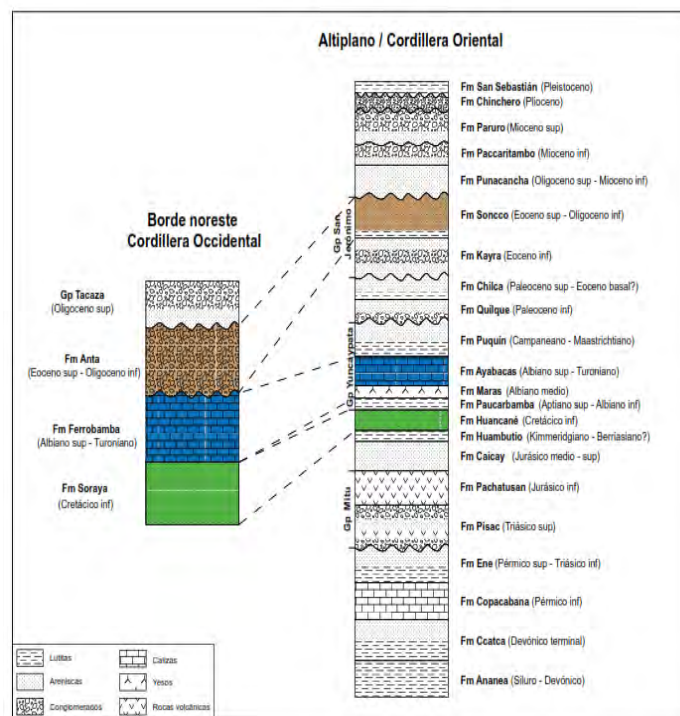 Altiplano / Cordillera Oriental
Fm San Sebastián (Pleistoceno)
Fm Chinchero (Plioceno)
Fm Paruro (Mioceno sup)
Fm Paccaritambo (Mioceno inf)
Fm Punacancha (Oligoceno sup - Mioceno inf)
Fm Soncco (Eoceno sup - Oligoceno inf)
Fm Kayra (Eoceno inf)
Fm Chilca (Paleoceno sup - Eoceno basal?)
Fm Quilque (Paleoceno inf)
Fm Puquin (Campaneano - Maastrichtiano)
Fm Ayabacas (Albiano sup - Turoniano)
Fm Maras (Albiano medio)
Fm Paucarbamba (Aptiano sup - Albiano inf)
Fm Huancané (Cretácico inf)
Fm Huambutio (Kimmeridgiano - Berriasiano?)
Fm Caicay (Jurásico medio - sup)
Fm Pachatusan (Jurásico inf)
Fm Pisac (Triásico sup)
Fm Ene (Pérmico sup - Triásico inf)
Fm Copacabana (Pérmico inf)
Fm Ccatca (Devónico terminal)
Fm Ananea (Siluro - Devónico)
Gp San
Jerónimo
Gp Yuncaypata
Gp Mitu
Borde noreste
Cordillera Occidental
Gp Tacaza
(Oligoceno sup)
Fm Anta
(Eoceno sup - Oligoceno inf)
Fm Ferrobamba
(Albiano sup - Turoniano)
Fm Soraya
(Cretácico inf)
Lutitas
Calizas
Areniscas
Yesos
Conglomerados
Rocas volcánicas